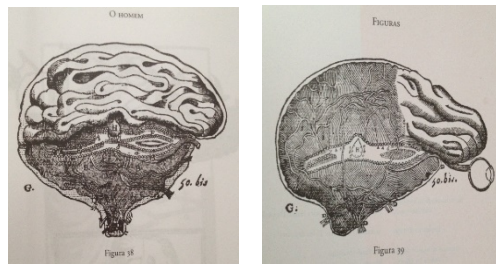 O HOMEM
G.
50. bis
Figura 38
FIGURAS
G.
50. bis.
Figura 39